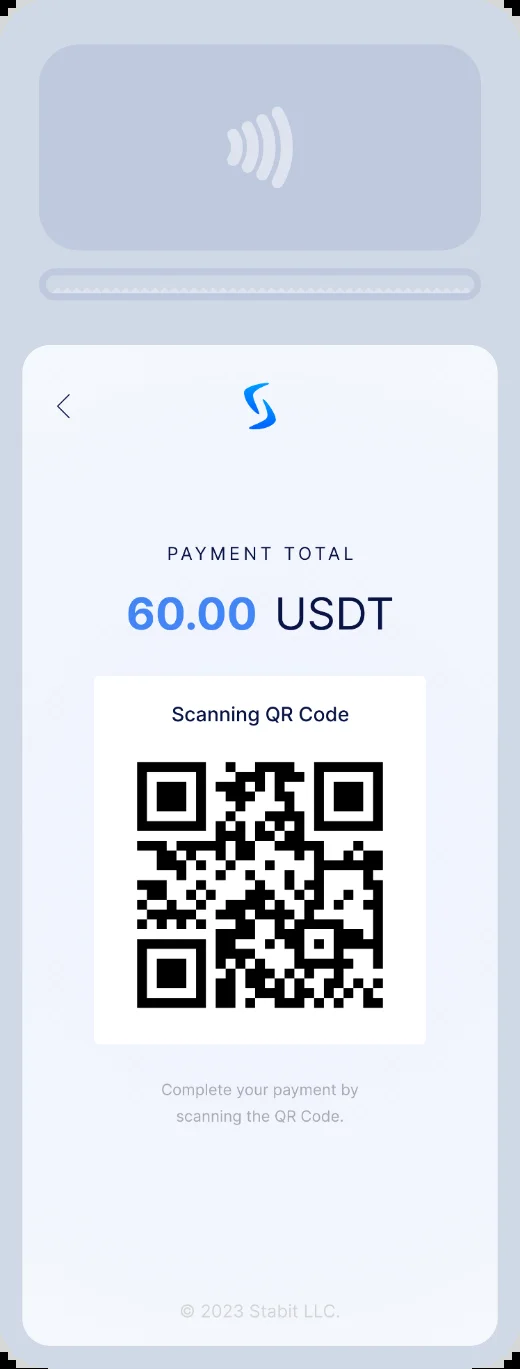 PAYMENT TOTAL
60.00 USDT
Scanning QR Code
Complete your payment by
scanning the QR Code.
© 2023 Stabit LLC.